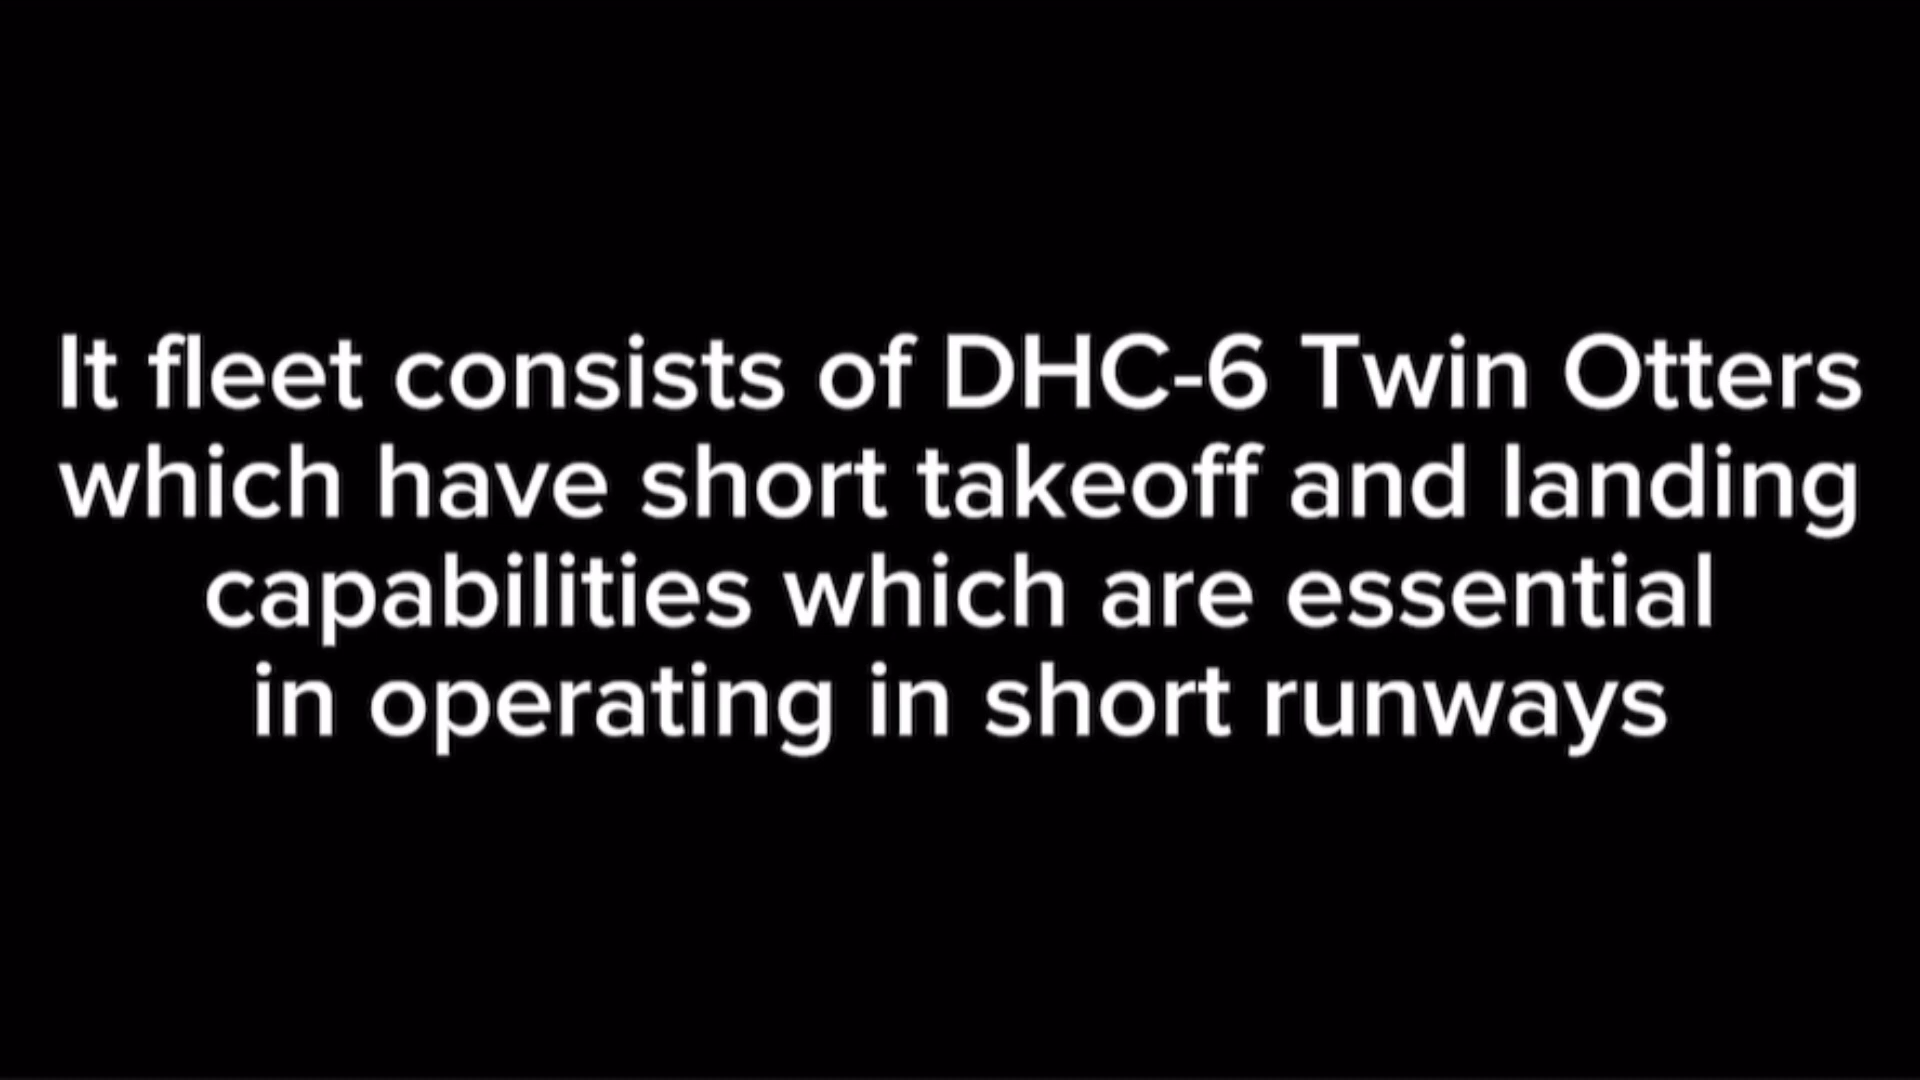 It fleet consists of DHC-6 Twin Otters
which have short takeoff and landing
capabilities which are essential
in operating in short runways